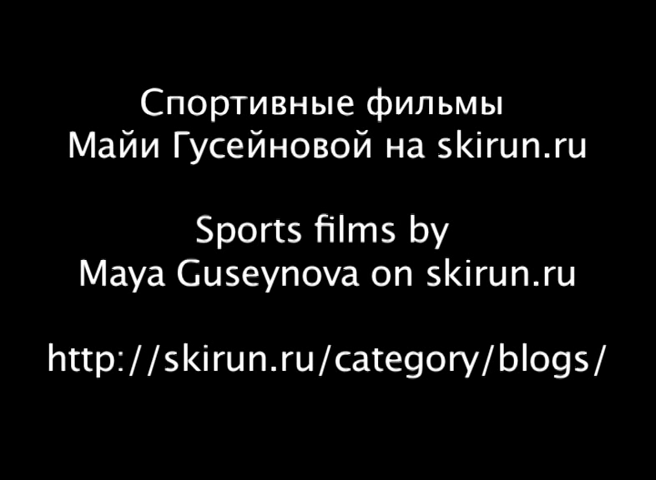 Спортивные фильмы
Майи Гусейновой на skirun.ru
Sports films by
Maya Guseynova on skirun.ru
http://skirun.ru/category/blogs/